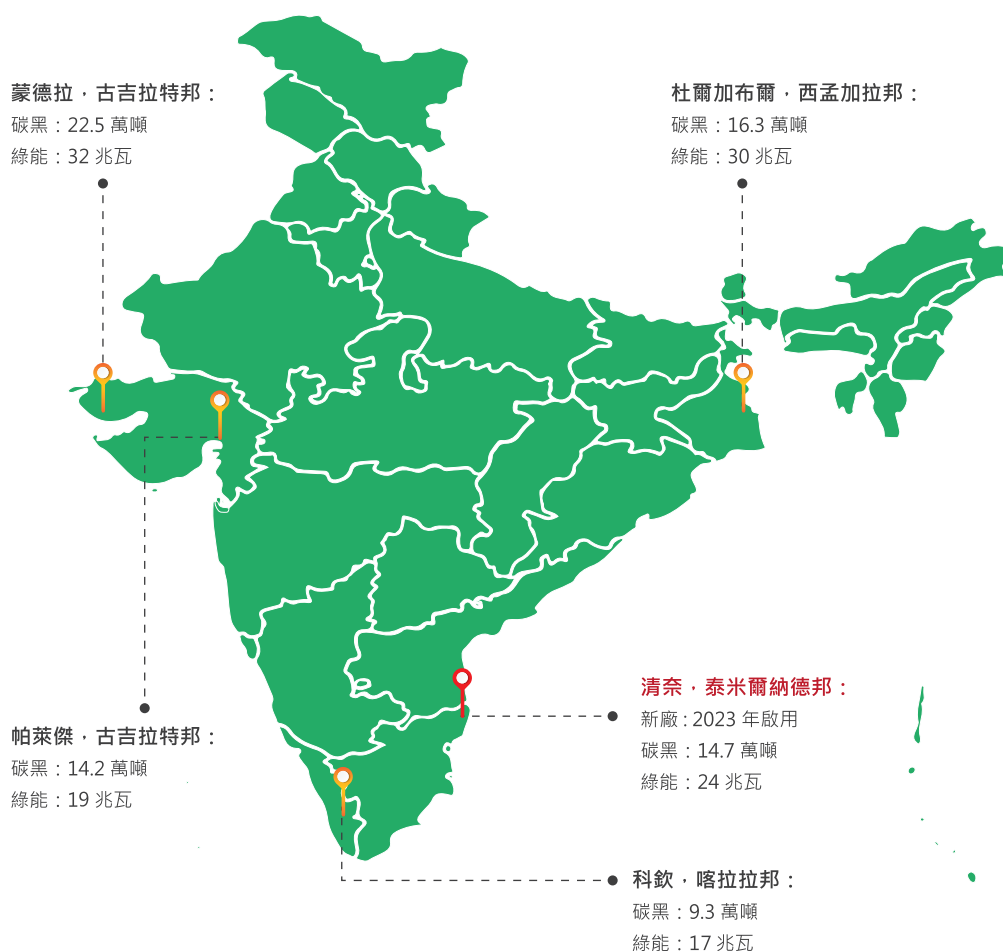 蒙德拉，古吉拉特邦：
碳黑：22.5 萬噸
綠能：32 兆瓦
杜爾加布爾，西孟加拉邦：
碳黑：16.3 萬噸
綠能：30 兆瓦
帕萊傑，古吉拉特邦：
碳黑：14.2 萬噸
綠能：19 兆瓦
清奈，泰米爾納德邦：
新廠：2023 年啟用
碳黑：14.7 萬噸
綠能：24 兆瓦
科欽，喀拉拉邦：
碳黑：9.3 萬噸
綠能：17 兆瓦